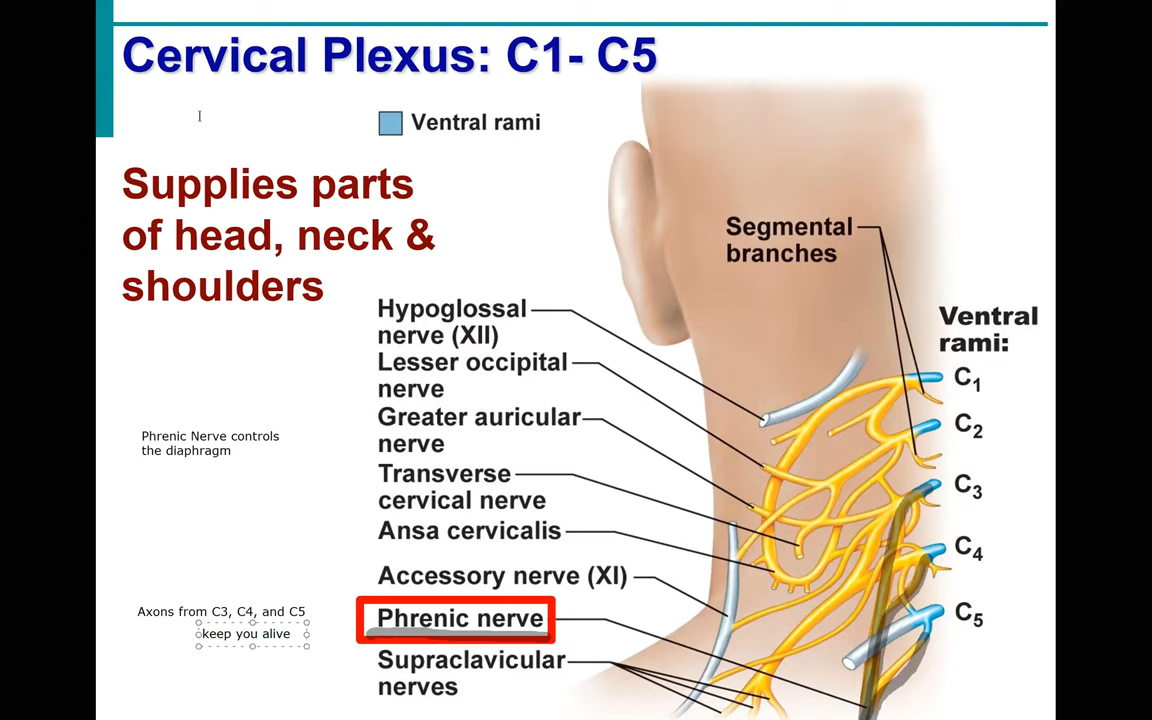 Cervical Plexus: C1- C5
Ventral rami
Supplies parts
of head, neck &
shoulders
Segmental
branches
Hypoglossal
nerve (XII)
Lesser occipital
nerve
Greater auricular
nerve
Transverse
cervical nerve
Ansa cervicalis
Accessory nerve (XI)
Phrenic nerve
Supraclavicular
nerves
Ventral
rami:
C₁
C₂
C₃
C₄
C₅
Phrenic Nerve controls
the diaphragm
Axons from C3, C4, and C5
keep you alive